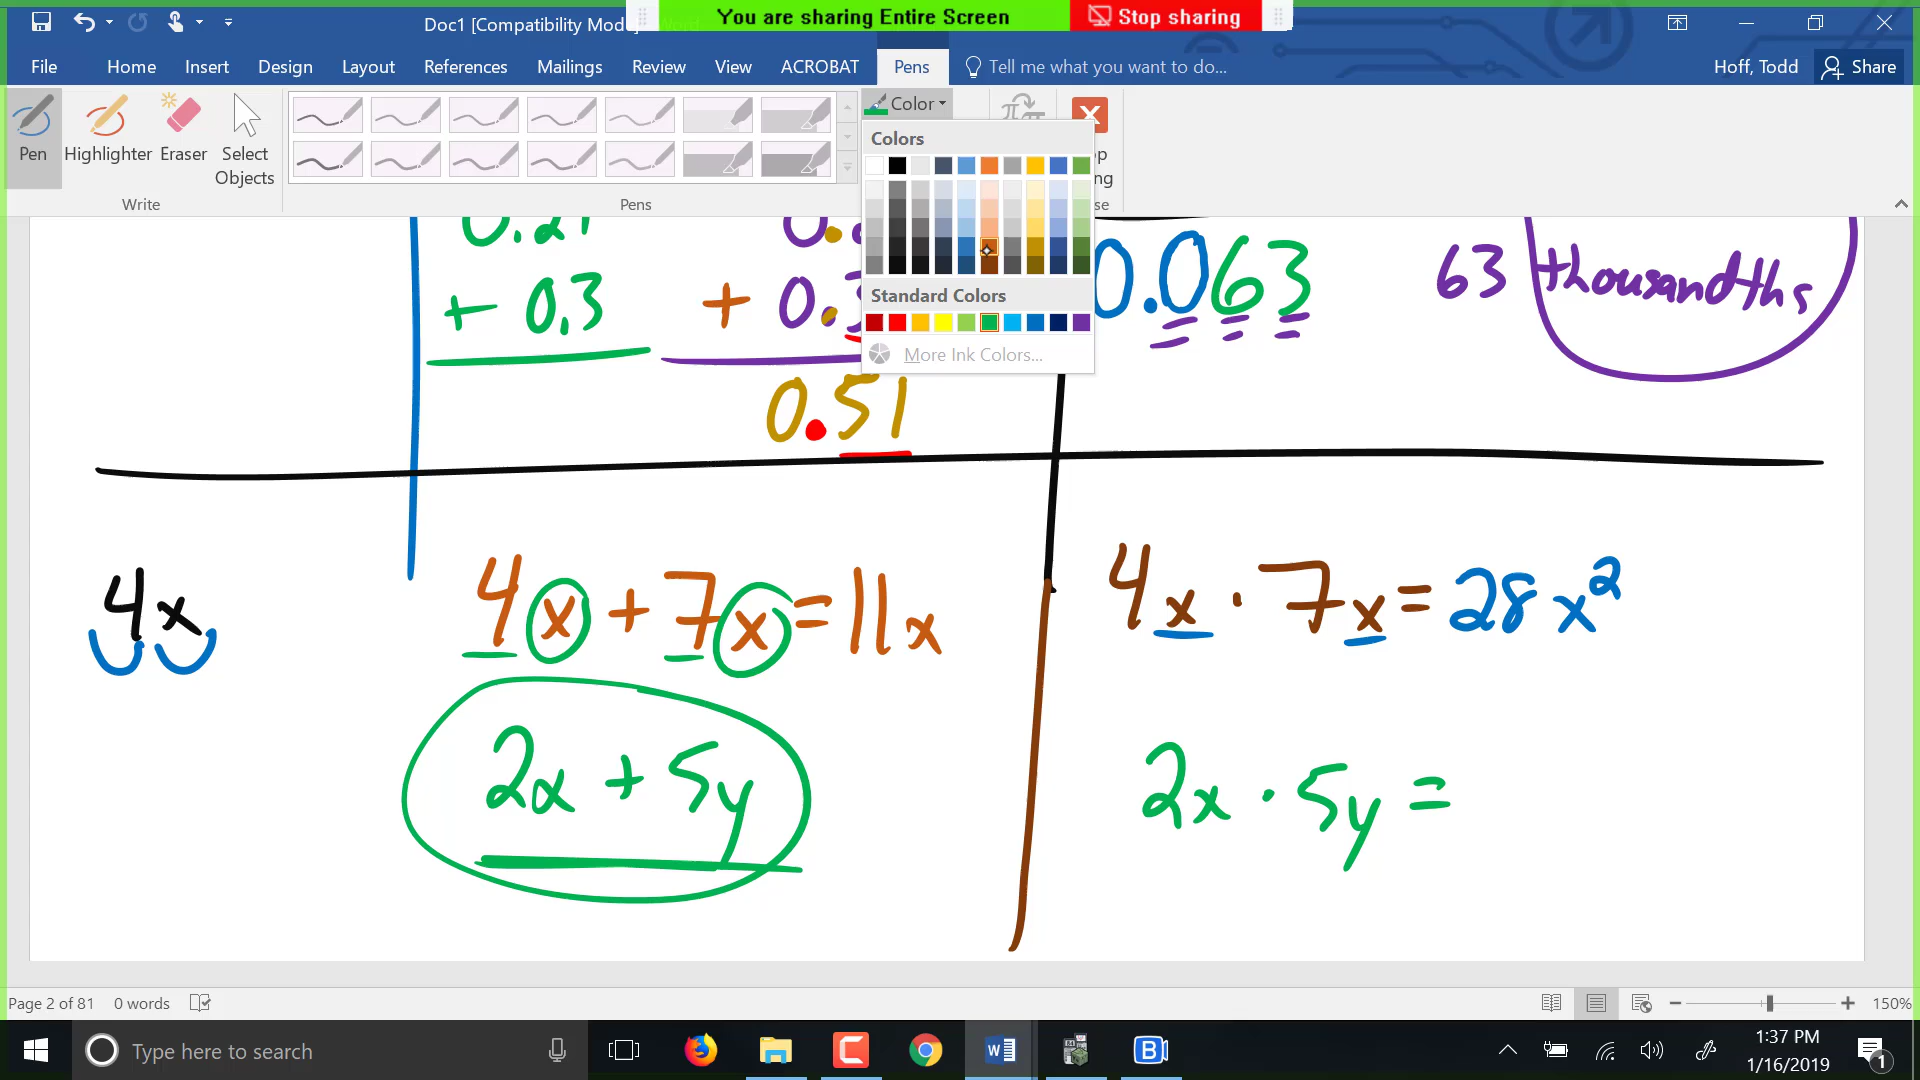 Doc1 [Compatibility Mod
You are sharing Entire Screen
Stop sharing
File Home Insert Design Layout References Mailings Review View ACROBAT Pens Tell me what you want to do... Hoff, Todd Share
Color
Colors
Pen Highlighter Eraser Select Objects
Write
Pens
Standard Colors
More Ink Colors...
+ 0.3
+ 0.3
0.063
63 thousandths
0.51
4x
4x + 7x = 11x
4x · 7x = 28x²
2x + 5y
2x · 5y =
Page 2 of 81 0 words
150%
Type here to search
1:37 PM
1/16/2019
1